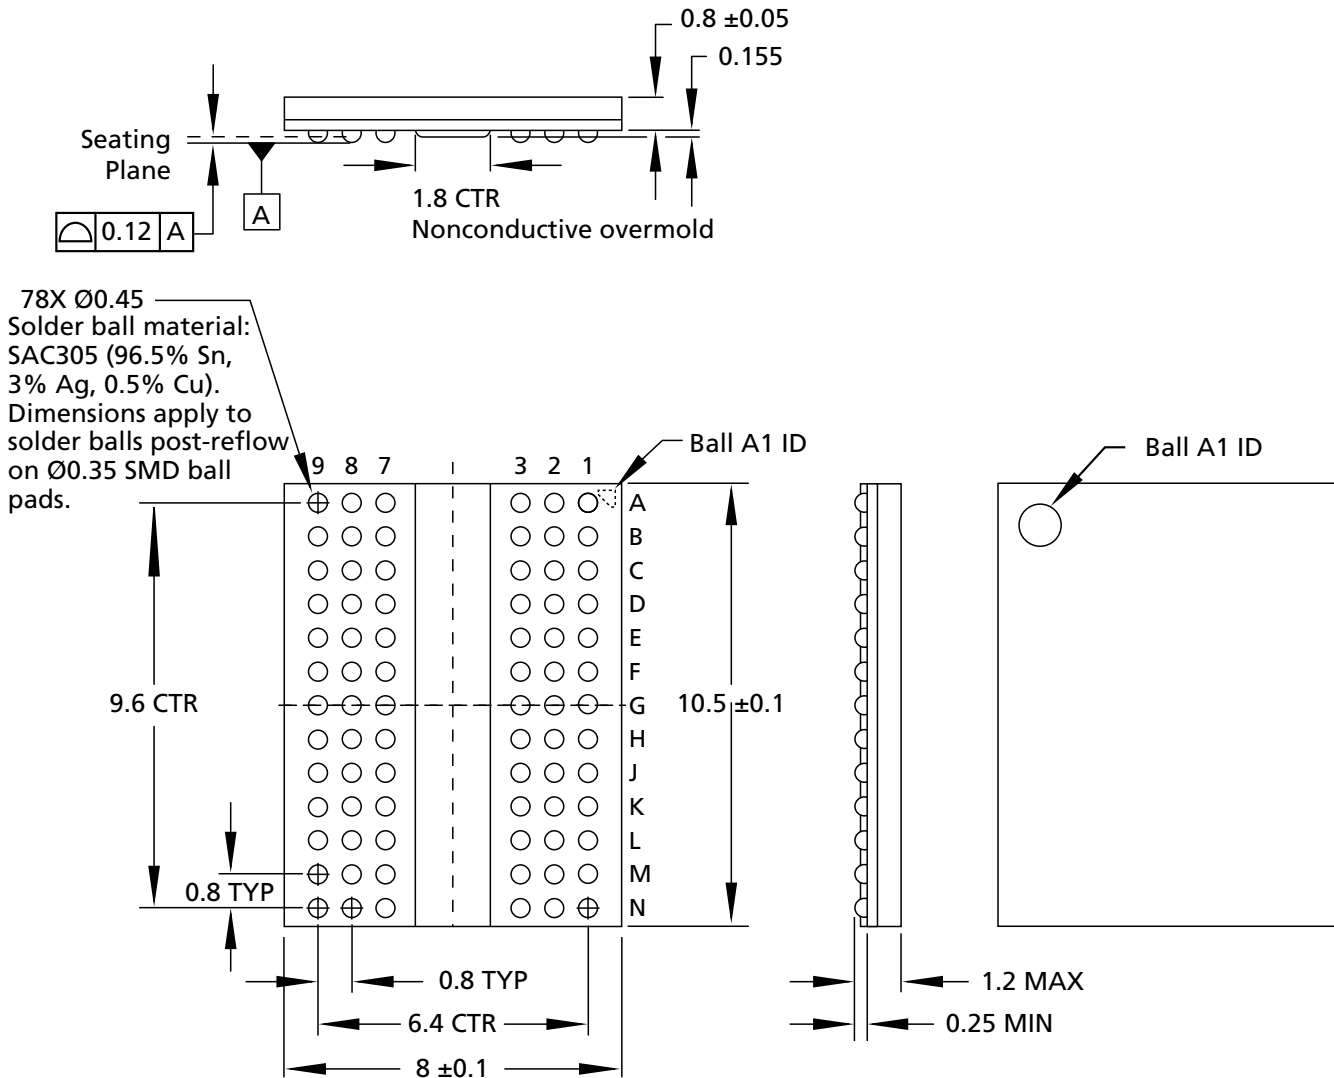 0.8 ±0.05
0.155
Seating
Plane
A
0.12 A
1.8 CTR
Nonconductive overmold
78X Ø0.45
Solder ball material:
SAC305 (96.5% Sn,
3% Ag, 0.5% Cu).
Dimensions apply to
solder balls post-reflow
on Ø0.35 SMD ball
pads.
Ball A1 ID
Ball A1 ID
9 8 7 3 2 1
A
B
C
D
E
F
G
H
J
K
L
M
N
9.6 CTR
10.5 ±0.1
0.8 TYP
0.8 TYP
6.4 CTR
8 ±0.1
1.2 MAX
0.25 MIN